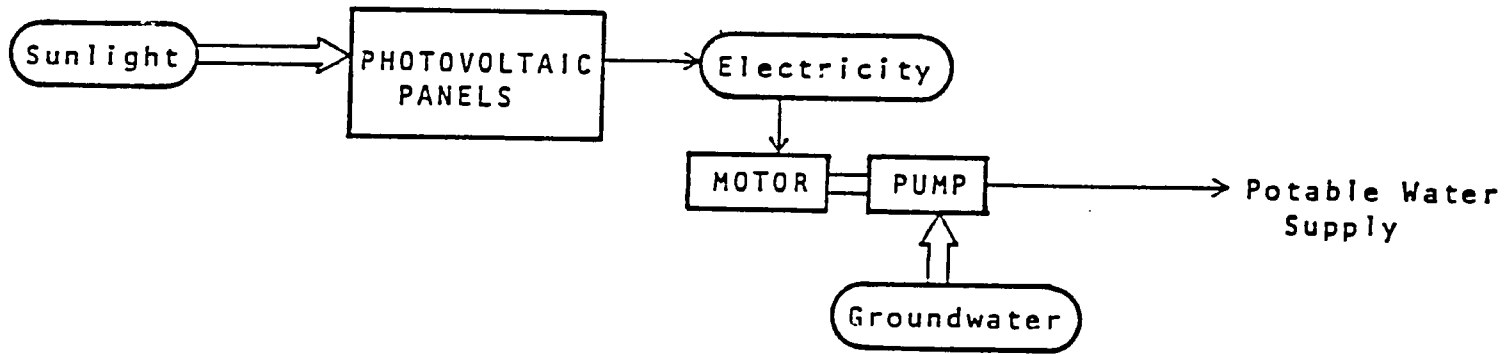 Sunlight
PHOTOVOLTAIC
PANELS
Electricity
MOTOR
PUMP
Potable Water
Supply
Groundwater